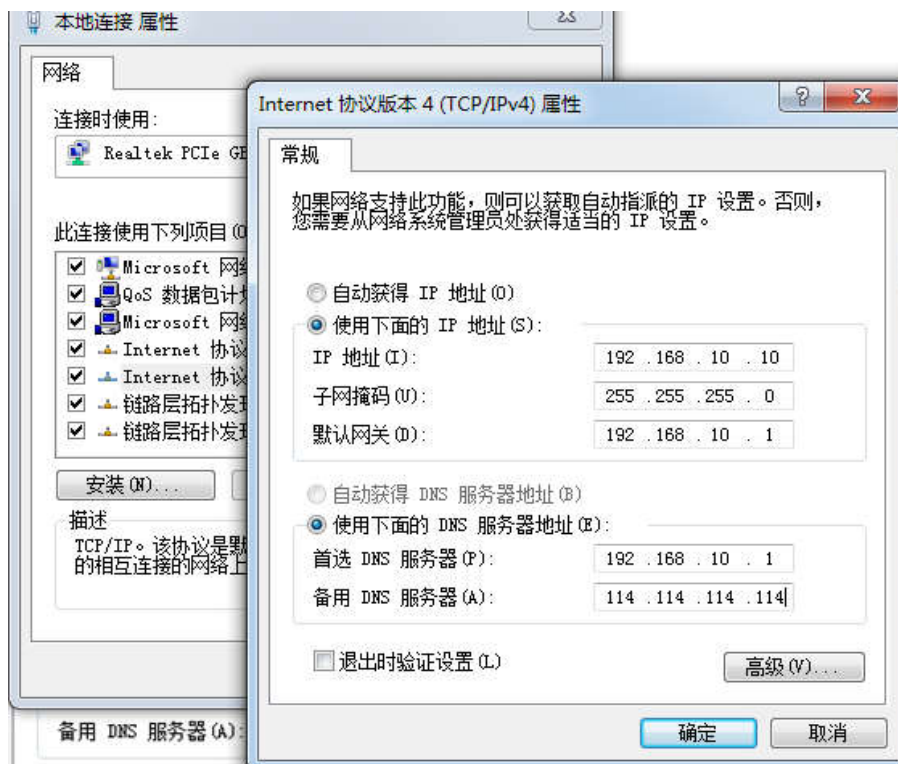 本地连接 属性
网络
连接时使用:
Realtek PCIe GB
此连接使用下列项目(O
Microsoft 网络
QoS 数据包计划
Microsoft 网络
Internet 协议
Internet 协议
链路层拓扑发现
链路层拓扑发现
安装(N)...
描述
TCP/IP。该协议是默
的相互连接的网络上
备用 DNS 服务器(A):
Internet 协议版本 4 (TCP/IPv4) 属性
常规
如果网络支持此功能,则可以获取自动指派的 IP 设置。否则,
您需要从网络系统管理员处获得适当的 IP 设置。
自动获得 IP 地址(O)
使用下面的 IP 地址(S):
IP 地址(I): 192 .168 . 10 . 10
子网掩码(U): 255 .255 .255 . 0
默认网关(D): 192 .168 . 10 . 1
自动获得 DNS 服务器地址(B)
使用下面的 DNS 服务器地址(E):
首选 DNS 服务器(P): 192 .168 . 10 . 1
备用 DNS 服务器(A): 114 .114 .114 .114
退出时验证设置(L)
高级(V)...
确定
取消